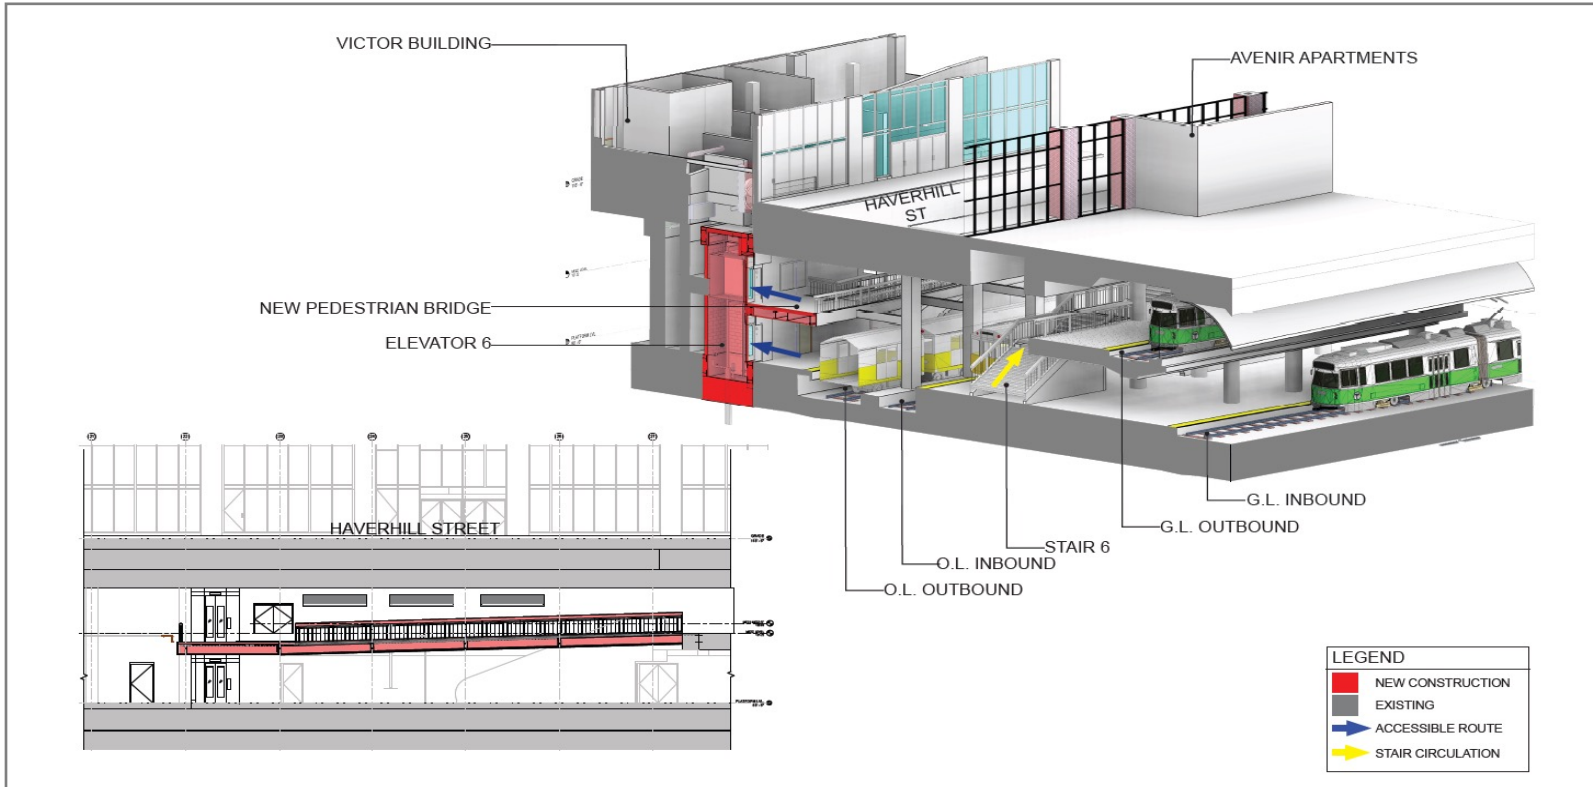 VICTOR BUILDING
AVENIR APARTMENTS
HAVERHILL
ST
NEW PEDESTRIAN BRIDGE
ELEVATOR 6
G.L. INBOUND
G.L. OUTBOUND
STAIR 6
O.L. INBOUND
O.L. OUTBOUND
HAVERHILL STREET
LEGEND
NEW CONSTRUCTION
EXISTING
ACCESSIBLE ROUTE
STAIR CIRCULATION